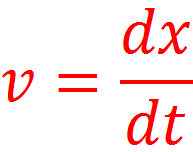 v = dx/dt